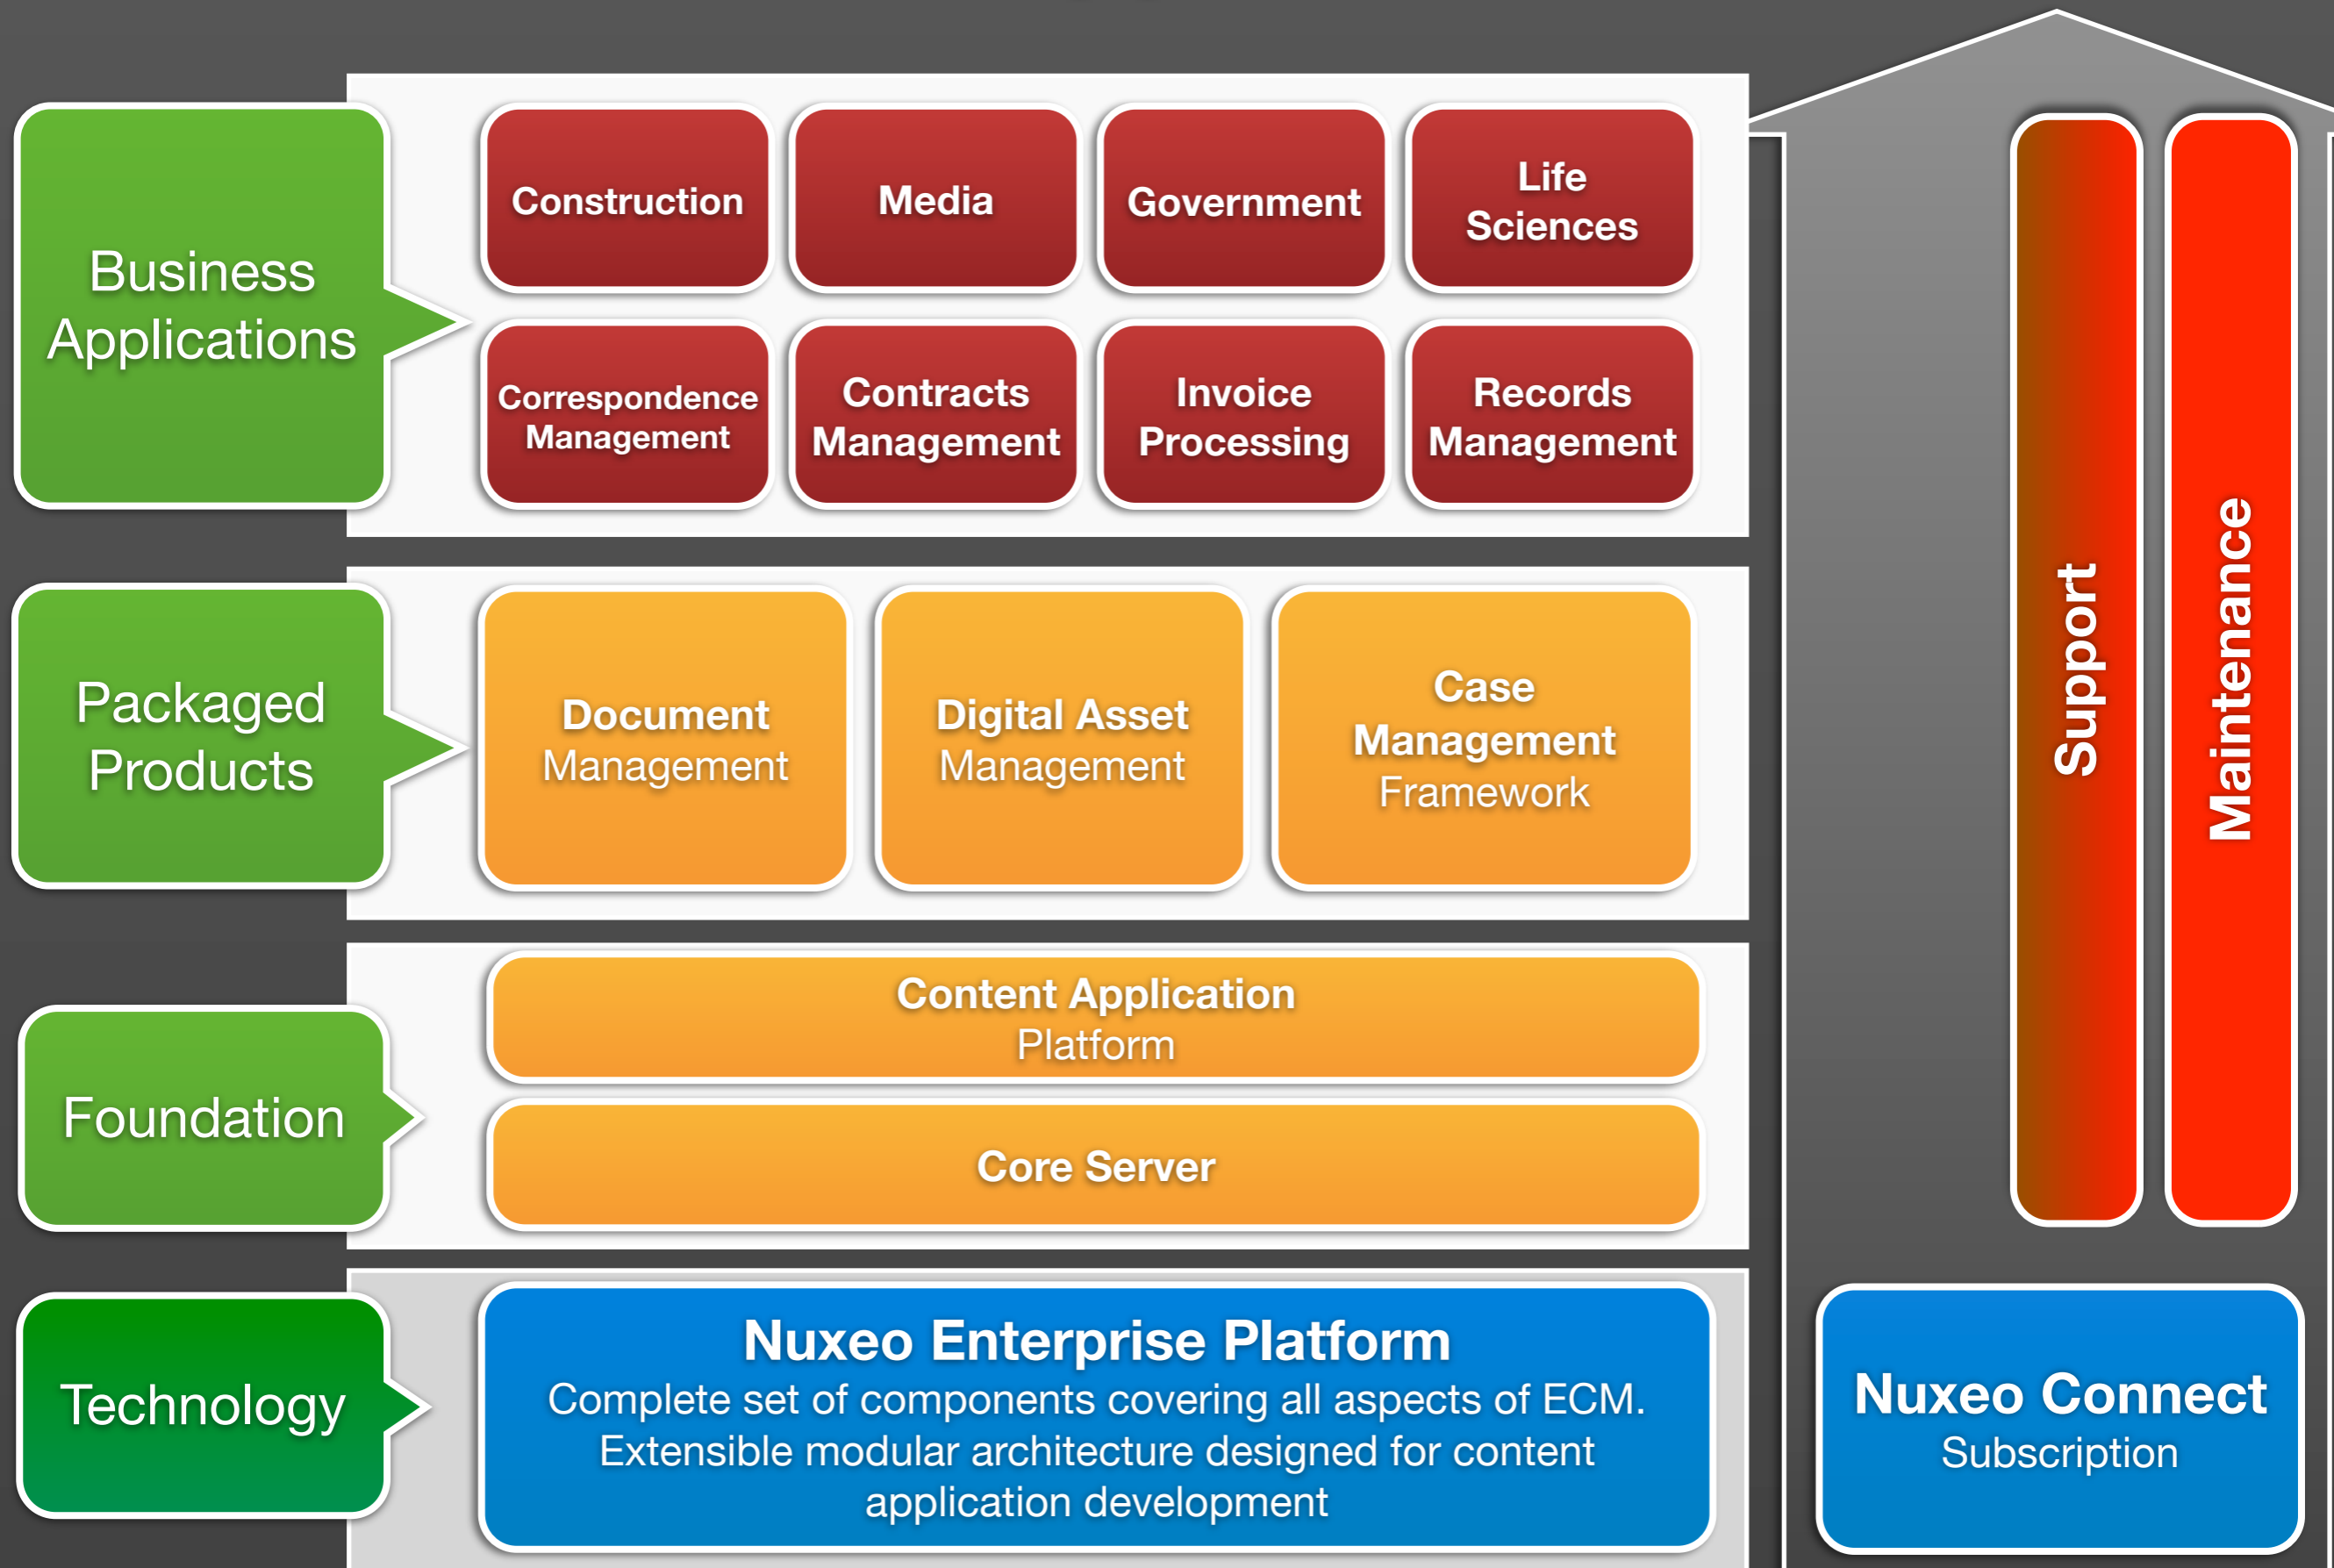 Business
Applications
Construction
Media
Government
Life
Sciences
Correspondence
Management
Contracts
Management
Invoice
Processing
Records
Management
Packaged
Products
Document
Management
Digital Asset
Management
Case
Management
Framework
Foundation
Content Application
Platform
Core Server
Technology
Nuxeo Enterprise Platform
Complete set of components covering all aspects of ECM.
Extensible modular architecture designed for content
application development
Support
Maintenance
Nuxeo Connect
Subscription